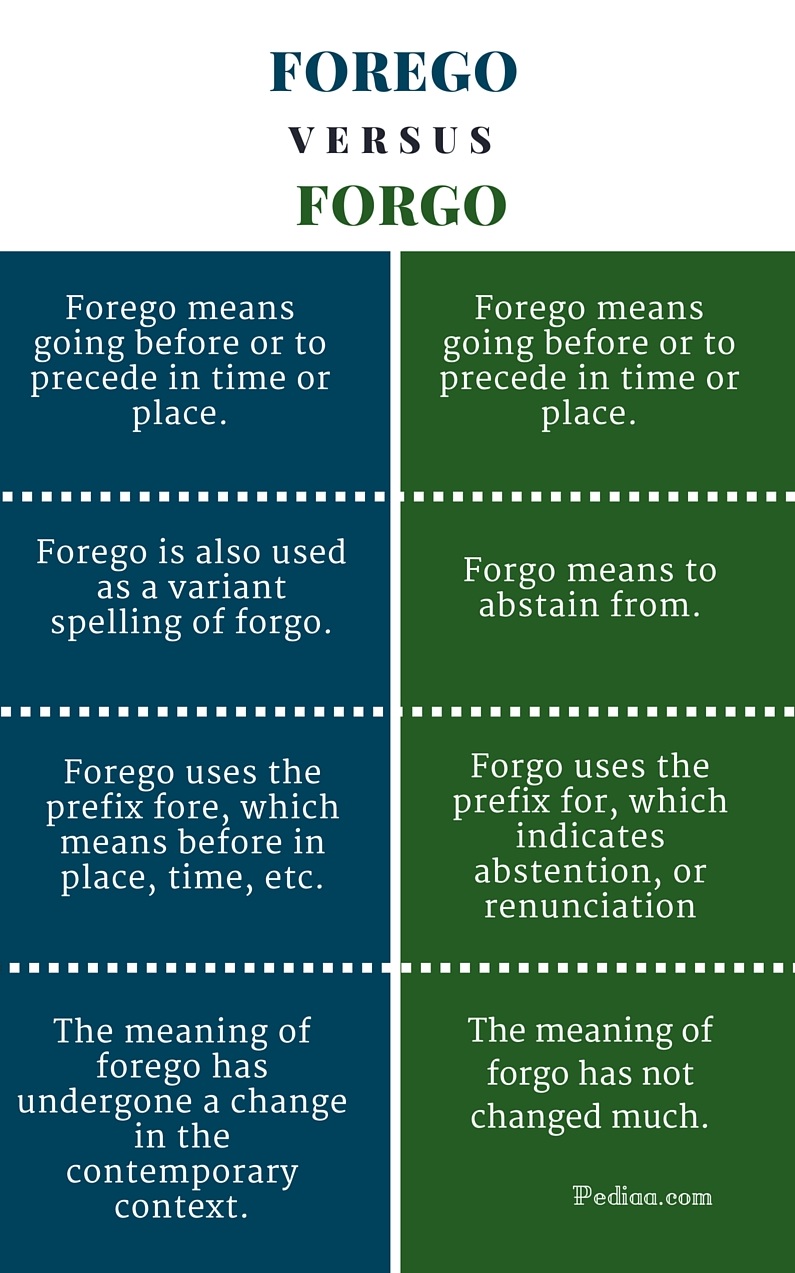 FOREGO
VERSUS
FORGO
Forego means
going before or to
precede in time or
place.
Forego means
going before or to
precede in time or
place.
Forego is also used
as a variant
spelling of forgo.
Forgo means to
abstain from.
Forego uses the
prefix fore, which
means before in
place, time, etc.
Forgo uses the
prefix for, which
indicates
abstention, or
renunciation
The meaning of
forego has
undergone a change
in the
contemporary
context.
The meaning of
forgo has not
changed much.
Pediaa.com